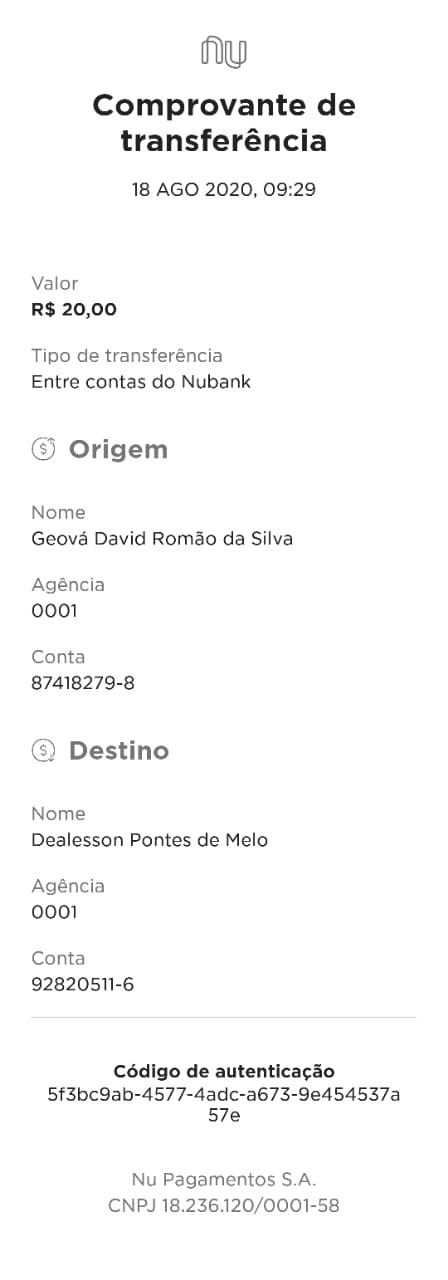 nu
Comprovante de
transferência
18 AGO 2020, 09:29
Valor
R$ 20,00
Tipo de transferência
Entre contas do Nubank
Origem
Nome
Geová David Romão da Silva
Agência
0001
Conta
87418279-8
Destino
Nome
Dealesson Pontes de Melo
Agência
0001
Conta
92820511-6
Código de autenticação
5f3bc9ab-4577-4adc-a673-9e454537a
57e
Nu Pagamentos S.A.
CNPJ 18.236.120/0001-58